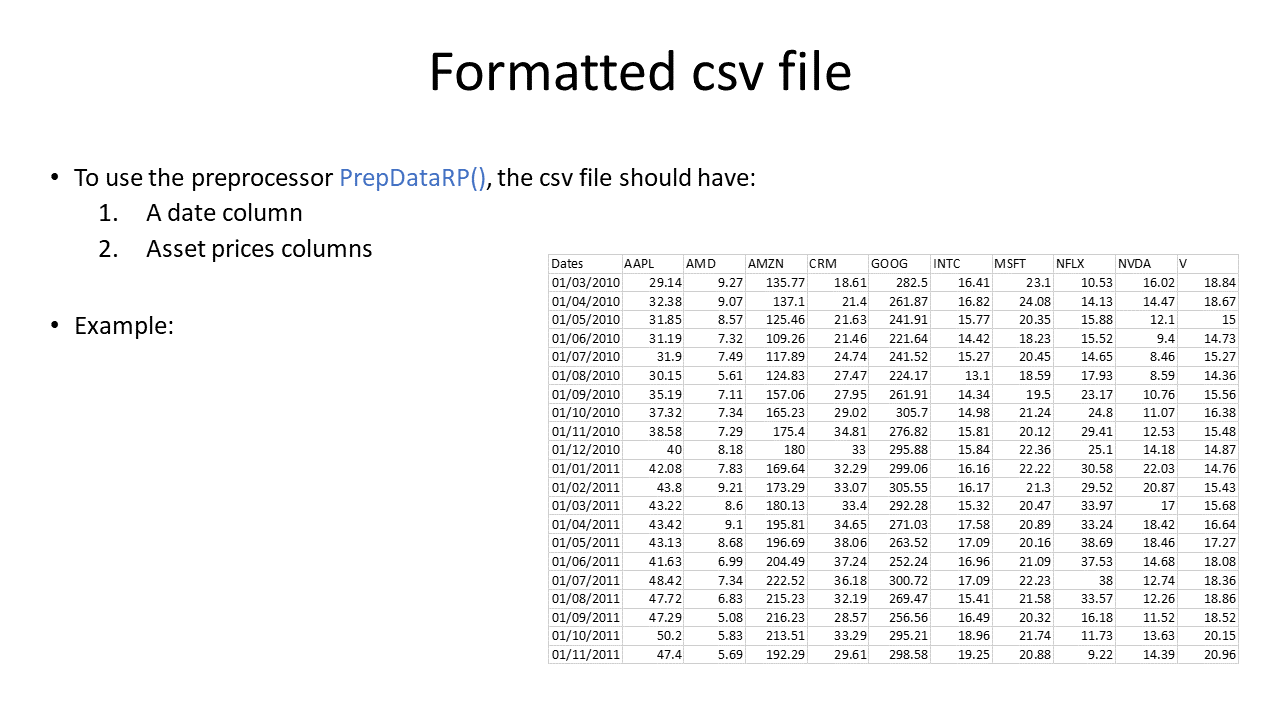 Formatted csv file
• To use the preprocessor PrepDataRP(), the csv file should have:
1. A date column
2. Asset prices columns
• Example:
Dates AAPL AMD AMZN CRM GOOG INTC MSFT NFLX NVDA V
01/03/2010 29.14 9.27 135.77 18.61 282.5 16.41 23.1 10.53 16.02 18.84
01/04/2010 32.38 9.07 137.1 21.4 261.87 16.82 24.08 14.13 14.47 18.67
01/05/2010 31.85 8.57 125.46 21.63 241.91 15.77 20.35 15.88 12.1 15
01/06/2010 31.19 7.32 109.26 21.46 221.64 14.42 18.23 15.52 9.4 14.73
01/07/2010 31.9 7.49 117.89 24.74 241.52 15.27 20.45 14.65 8.46 15.27
01/08/2010 30.15 5.61 124.83 27.47 224.17 13.1 18.59 17.93 8.59 14.36
01/09/2010 35.19 7.11 157.06 27.95 261.91 14.34 19.5 23.17 10.76 15.56
01/10/2010 37.32 7.34 165.23 29.02 305.7 14.98 21.24 24.8 11.07 16.38
01/11/2010 38.58 7.29 175.4 34.81 276.82 15.81 20.12 29.41 12.53 15.48
01/12/2010 40 8.18 180 33 295.88 15.84 22.36 25.1 14.18 14.87
01/01/2011 42.08 7.83 169.64 32.29 299.06 16.16 22.22 30.58 22.03 14.76
01/02/2011 43.8 9.21 173.29 33.07 305.55 16.17 21.3 29.52 20.87 15.43
01/03/2011 43.22 8.6 180.13 33.4 292.28 15.32 20.47 33.97 17 15.68
01/04/2011 43.42 9.1 195.81 34.65 271.03 17.58 20.89 33.24 18.42 16.64
01/05/2011 43.13 8.68 196.69 38.06 263.52 17.09 20.16 38.69 18.46 17.27
01/06/2011 41.63 6.99 204.49 37.24 252.24 16.96 21.09 37.53 14.68 18.08
01/07/2011 48.42 7.34 222.52 36.18 300.72 17.09 22.23 38 12.74 18.36
01/08/2011 47.72 6.83 215.23 32.19 269.47 15.41 21.58 33.57 12.26 18.86
01/09/2011 47.29 5.08 216.23 28.57 256.56 16.49 20.32 16.18 11.52 18.52
01/10/2011 50.2 5.83 213.51 33.29 295.21 18.96 21.74 11.73 13.63 20.15
01/11/2011 47.4 5.69 192.29 29.61 298.58 19.25 20.88 9.22 14.39 20.96